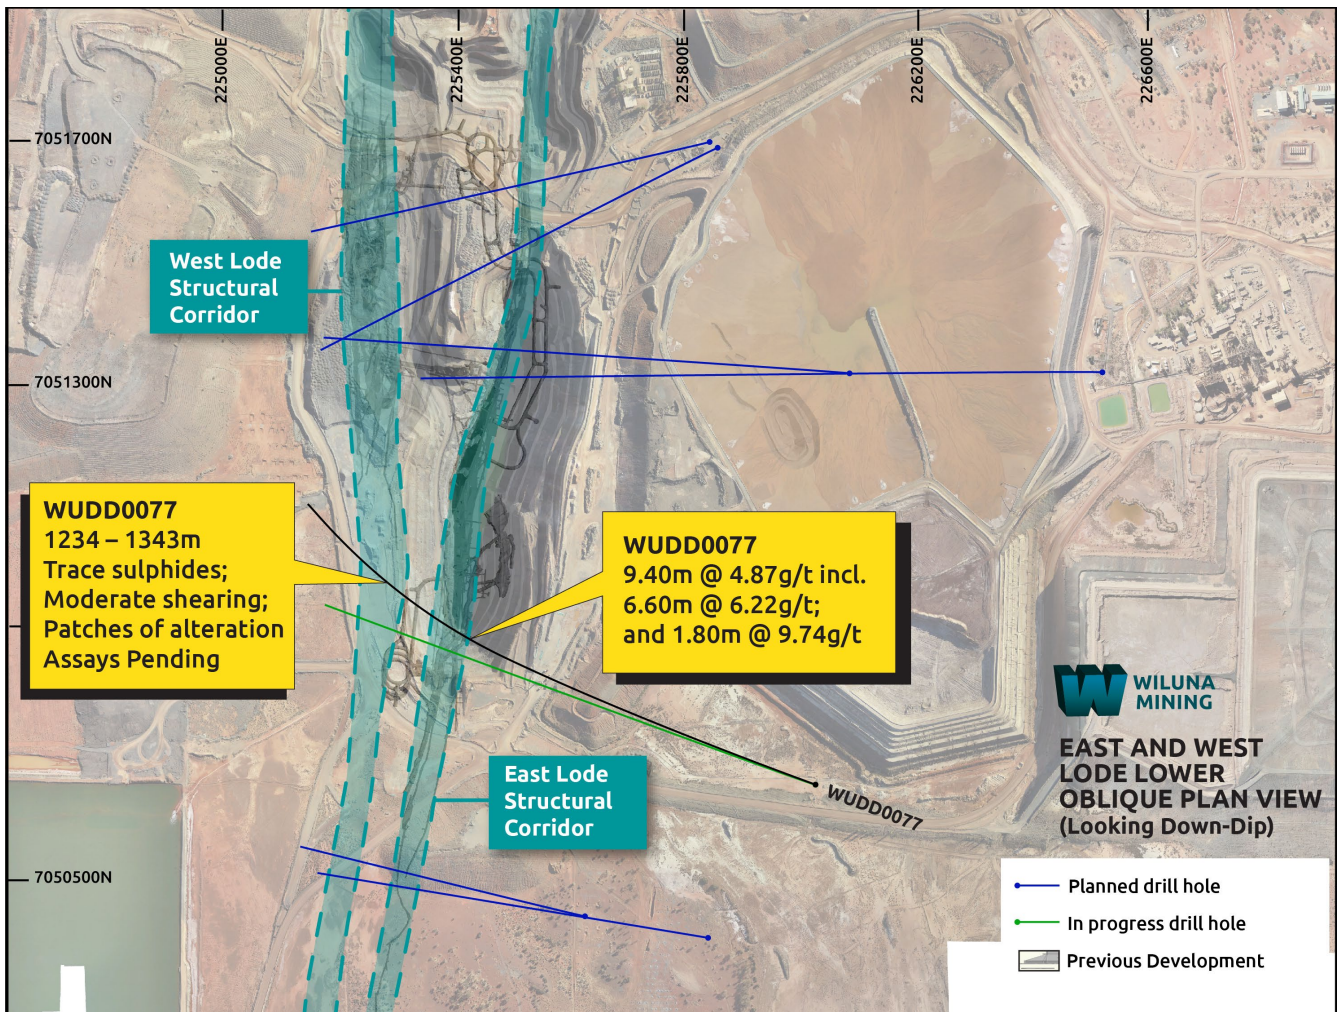 225000E
225400E
225800E
226200E
226600E
7051700N
West Lode
Structural
Corridor
7051300N
WUDD0077
1234 – 1343m
Trace sulphides;
Moderate shearing;
Patches of alteration
Assays Pending
WUDD0077
9.40m @ 4.87g/t incl.
6.60m @ 6.22g/t;
and 1.80m @ 9.74g/t
WILUNA
MINING
EAST AND WEST
LODE LOWER
OBLIQUE PLAN VIEW
(Looking Down-Dip)
East Lode
Structural
Corridor
WUDD0077
7050500N
Planned drill hole
In progress drill hole
Previous Development